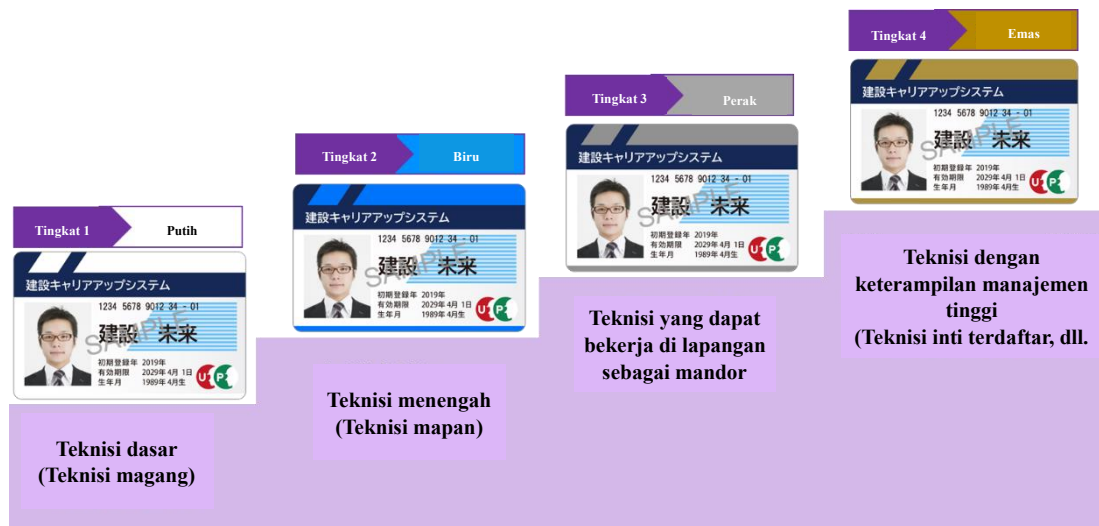 Tingkat 1
Putih
建設キャリアアップシステム
1234 5678 9012 34 - 01
建設 未来
SAMPLE
初期登録年 2019年
有効期限 2029年 4月 1日
生年月 1989年 4月生
Teknisi dasar
(Teknisi magang)
Tingkat 2
Biru
建設キャリアアップシステム
1234 5678 9012 34 - 01
建設 未来
SAMPLE
初期登録年 2019年
有効期限 2029年 4月 1日
生年月 1989年 4月生
Teknisi menengah
(Teknisi mapan)
Tingkat 3
Perak
建設キャリアアップシステム
1234 5678 9012 34 - 01
建設 未来
SAMPLE
初期登録年 2019年
有効期限 2029年 4月 1日
生年月 1989年 4月生
Teknisi yang dapat
bekerja di lapangan
sebagai mandor
Tingkat 4
Emas
建設キャリアアップシステム
1234 5678 9012 34 - 01
建設 未来
SAMPLE
初期登録年 2019年
有効期限 2029年 4月 1日
生年月 1989年 4月生
Teknisi dengan
keterampilan manajemen
tinggi
(Teknisi inti terdaftar, dll.